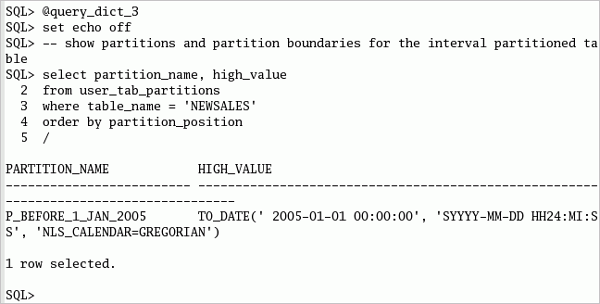 SQL> @query_dict_3
SQL> set echo off
SQL> -- show partitions and partition boundaries for the interval partitioned ta
ble
SQL> select partition_name, high_value
  2  from user_tab_partitions
  3  where table_name = 'NEWSALES'
  4  order by partition_position
  5  /
PARTITION_NAME            HIGH_VALUE
------------------------- ------------------------------------------------------
-------------------------------
P_BEFORE_1_JAN_2005       TO_DATE(' 2005-01-01 00:00:00', 'SYYYY-MM-DD HH24:MI:S
S', 'NLS_CALENDAR=GREGORIAN')
1 row selected.
SQL>